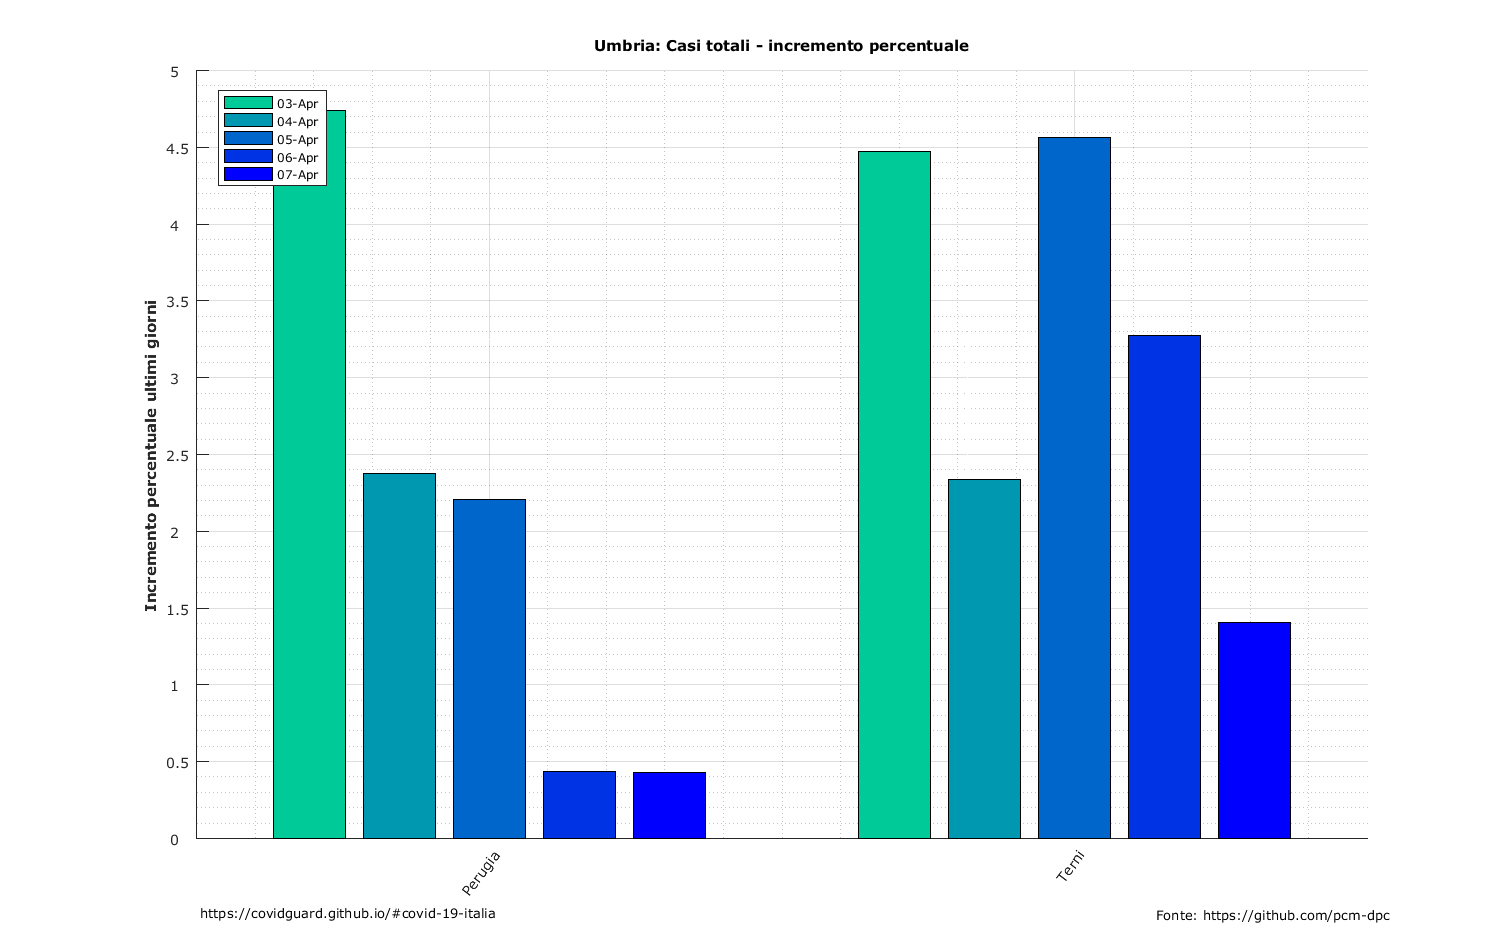 Umbria: Casi totali - incremento percentuale
5
4.5
4
3.5
3
2.5
2
1.5
1
0.5
0
Incremento percentuale ultimi giorni
03-Apr
04-Apr
05-Apr
06-Apr
07-Apr
Perugia
Terni
https://covidguard.github.io/#covid-19-italia
Fonte: https://github.com/pcm-dpc